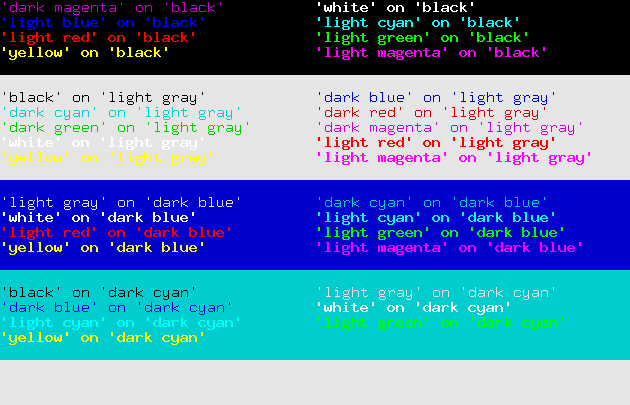 'dark magenta' on 'black' 'white' on 'black'
'light blue' on 'black' 'light cyan' on 'black'
'light red' on 'black' 'light green' on 'black'
'yellow' on 'black' 'light magenta' on 'black'
'black' on 'light gray' 'dark blue' on 'light gray'
'dark cyan' on 'light gray' 'dark red' on 'light gray'
'dark green' on 'light gray' 'dark magenta' on 'light gray'
'white' on 'light gray' 'light red' on 'light gray'
'yellow' on 'light gray' 'light magenta' on 'light gray'
'light gray' on 'dark blue' 'dark cyan' on 'dark blue'
'white' on 'dark blue' 'light cyan' on 'dark blue'
'light red' on 'dark blue' 'light green' on 'dark blue'
'yellow' on 'dark blue' 'light magenta' on 'dark blue'
'black' on 'dark cyan' 'light gray' on 'dark cyan'
'dark blue' on 'dark cyan' 'white' on 'dark cyan'
'light cyan' on 'dark cyan' 'light green' on 'dark cyan'
'yellow' on 'dark cyan'